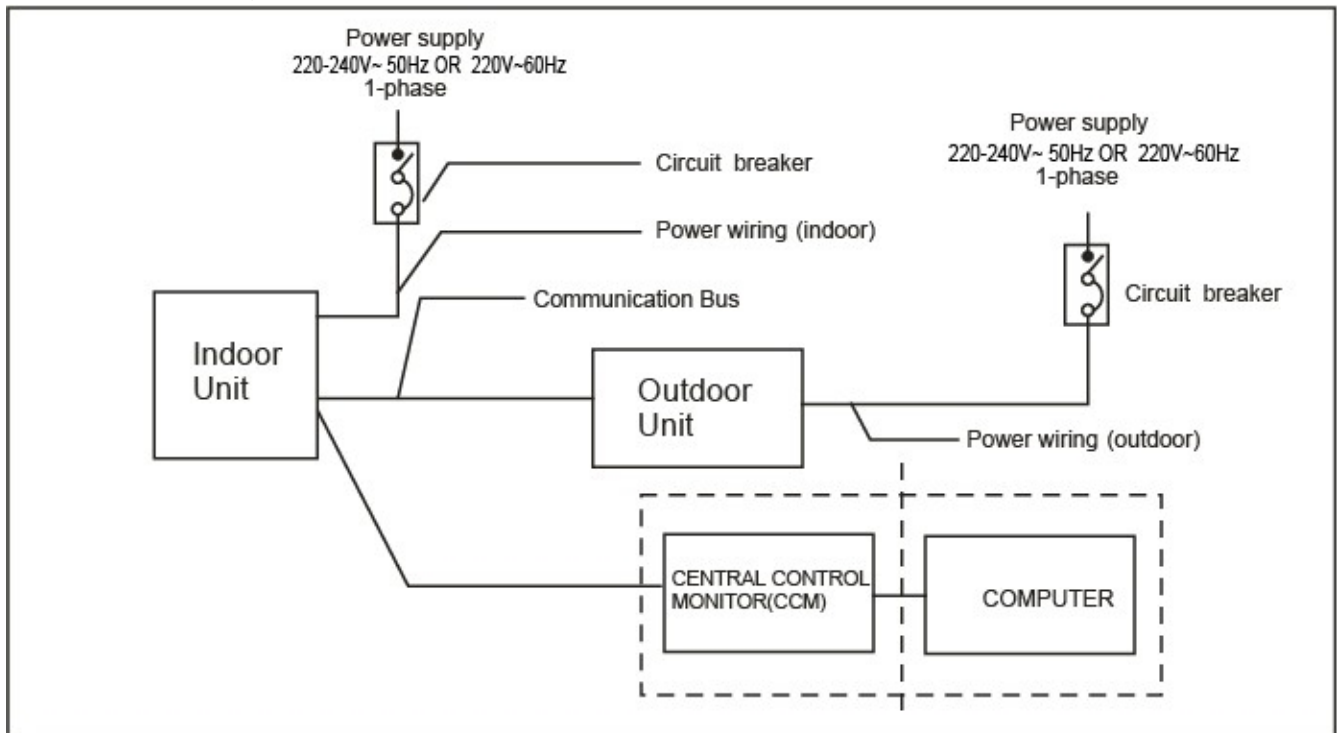 Power supply
220-240V~ 50Hz OR 220V~60Hz
1-phase
Circuit breaker
Power wiring (indoor)
Communication Bus
Indoor
Unit
Outdoor
Unit
Power supply
220-240V~ 50Hz OR 220V~60Hz
1-phase
Circuit breaker
Power wiring (outdoor)
CENTRAL CONTROL
MONITOR(CCM)
COMPUTER